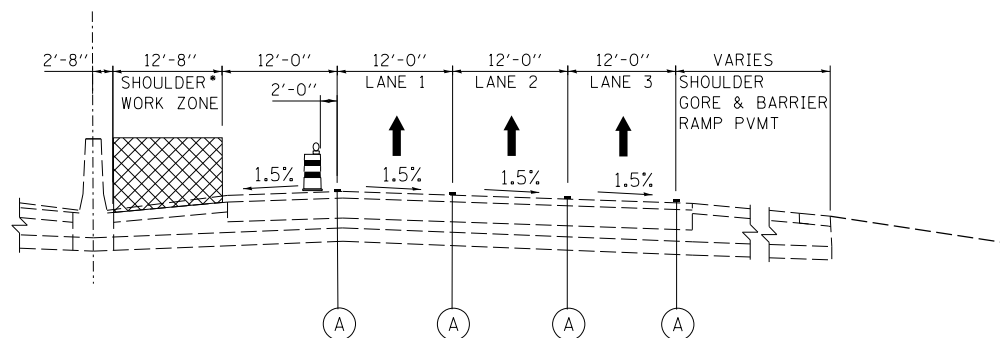 2'-8"
12'-8"
12'-0"
12'-0"
12'-0"
12'-0"
VARIES
SHOULDER*
WORK ZONE
LANE 1
LANE 2
LANE 3
SHOULDER
GORE & BARRIER
RAMP PVMT
2'-0"
1.5%
1.5%
1.5%
1.5%
A
A
A
A